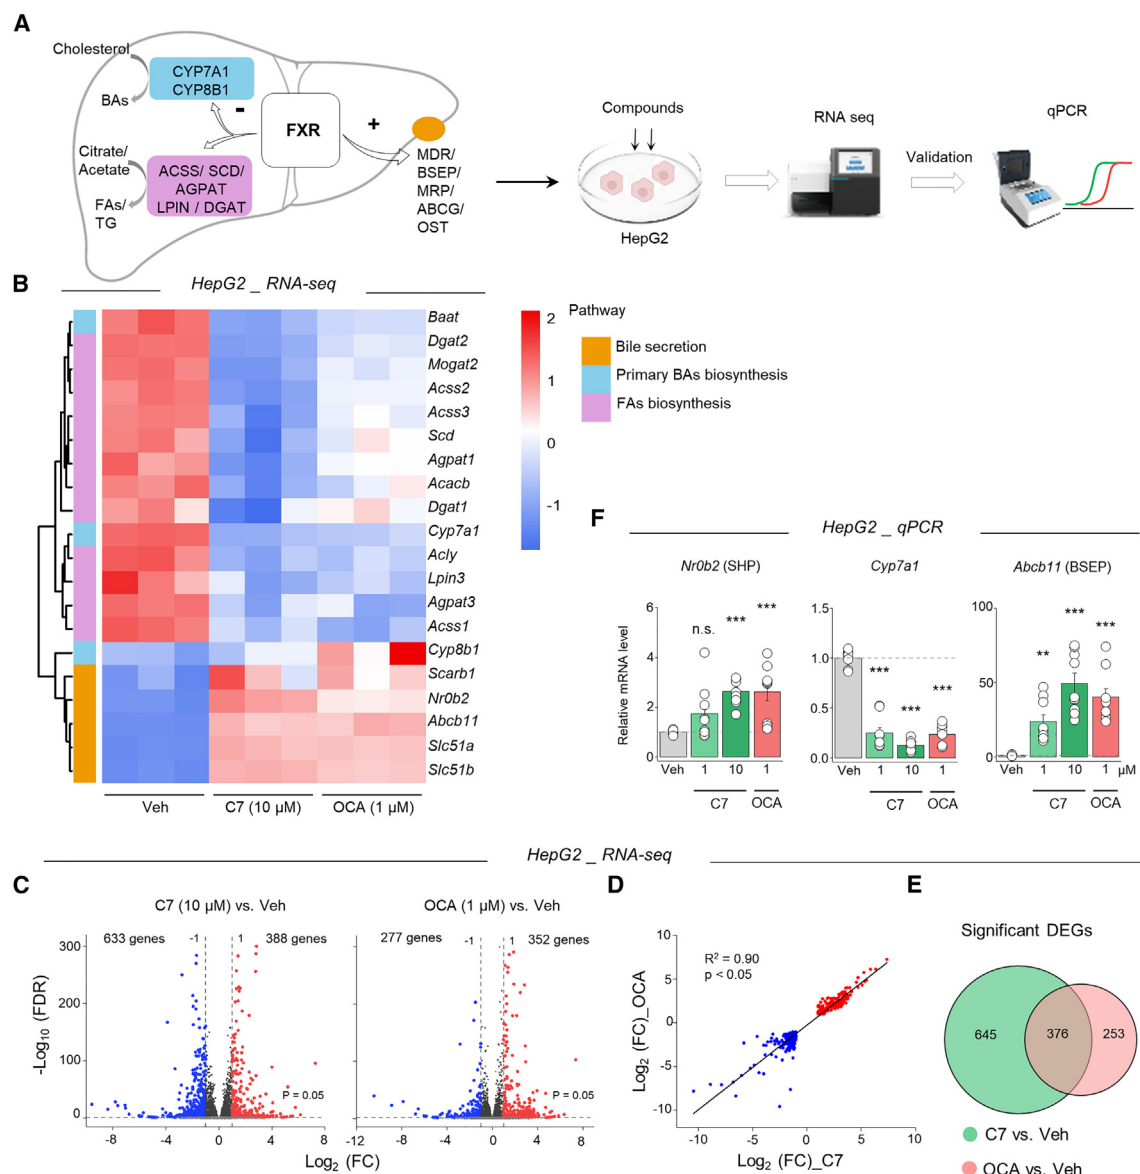 A
Cholesterol
CYP7A1
CYP8B1
BAs
-
FXR
+
Citrate/
Acetate
ACSS/ SCD/
AGPAT
LPIN / DGAT
FAs/
TG
MDR/
BSEP/
MRP/
ABCG/
OST
Compounds
HepG2
RNA seq
Validation
qPCR
B
HepG2 _ RNA-seq
Baat
Dgat2
Mogat2
Acss2
Acss3
Scd
Agpat1
Acacb
Dgat1
Cyp7a1
Acly
Lpin3
Agpat3
Acss1
Cyp8b1
Scarb1
Nr0b2
Abcb11
Slc51a
Slc51b
Veh
C7 (10 µM)
OCA (1 µM)
2
1
0
-1
Pathway
Bile secretion
Primary BAs biosynthesis
FAs biosynthesis
F
HepG2 _ qPCR
Nr0b2 (SHP)
Relative mRNA level
6
4
2
0
n.s.
***
***
Veh 1 10 1
C7 OCA
Cyp7a1
1.5
1.0
0.5
0.0
***
***
***
Veh 1 10 1
C7 OCA
Abcb11 (BSEP)
100
50
0
**
***
***
Veh 1 10 1 µM
C7 OCA
HepG2 _ RNA-seq
C
C7 (10 µM) vs. Veh
633 genes -1 1 388 genes
-Log10 (FDR)
300
200
100
0
P = 0.05
-8 -4 0 4 8
OCA (1 µM) vs. Veh
277 genes -1 1 352 genes
P = 0.05
-12 -8 -4 0 4 8
Log2 (FC)
D
R2 = 0.90
p < 0.05
Log2 (FC)_OCA
10
5
0
-5
-10
-10 -5 0 5 10
Log2 (FC)_C7
E
Significant DEGs
645 376 253
C7 vs. Veh
OCA vs. Veh